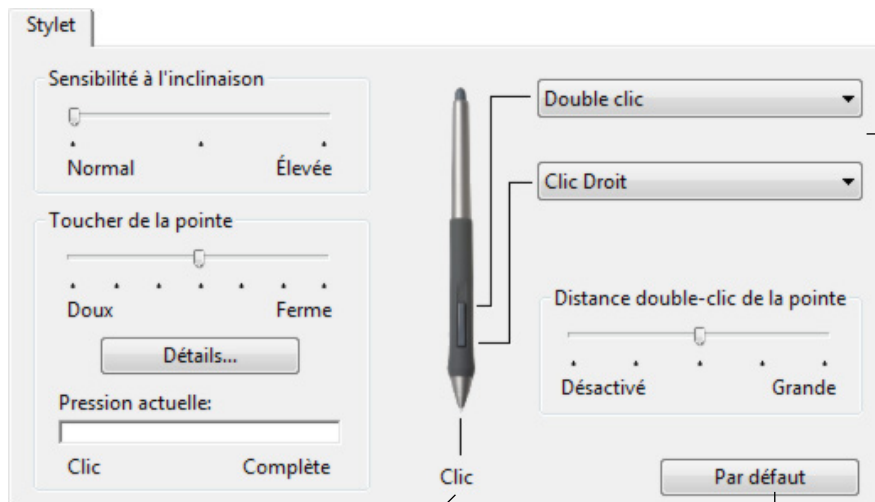 Stylet
Sensibilité à l'inclinaison
Normal Élevée
Toucher de la pointe
Doux Ferme
Détails...
Pression actuelle:
Clic Complète
Clic
Double clic
Clic Droit
Distance double-clic de la pointe
Désactivé Grande
Par défaut